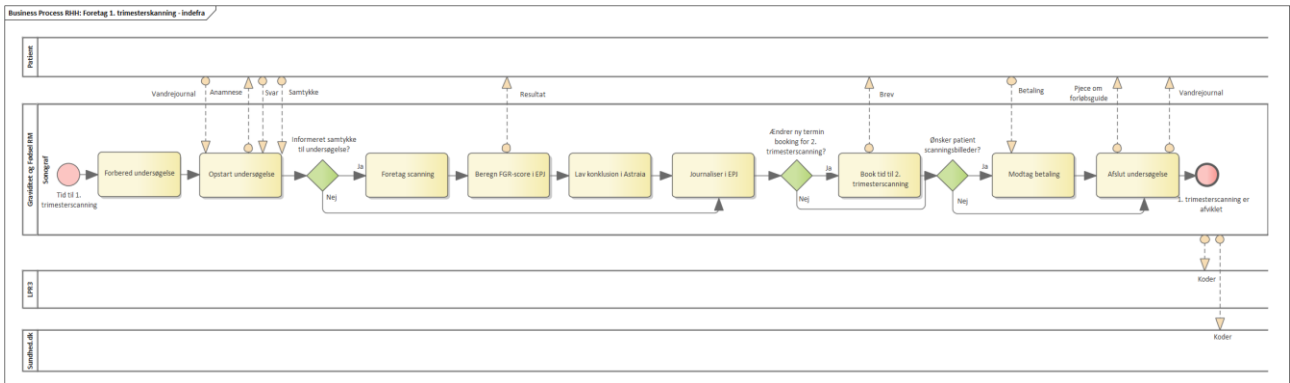 Business Process RHH: Foretag 1. trimesterskanning - indefra
Patient
Vandrejournal
Anamnese
Svar
Samtykke
Resultat
Brev
Betaling
Pjece om
forløbsguide
Vandrejournal
Graviditet og Fødsel RM
Sonograf
Tid til 1.
trimesterscanning
Forbered undersøgelse
Opstart undersøgelse
Informeret samtykke
til undersøgelse?
Ja
Nej
Foretag scanning
Beregn FGR-score i EPJ
Lav konklusion i Astraia
Journaliser i EPJ
Ændrer ny termin
booking for 2.
trimesterscanning?
Ja
Nej
Book tid til 2.
trimesterscanning
Ønsker patient
scanningsbilleder?
Ja
Nej
Modtag betaling
Afslut undersøgelse
1. trimesterscanning er
afviklet
LPR3
Koder
Sundhed.dk
Koder